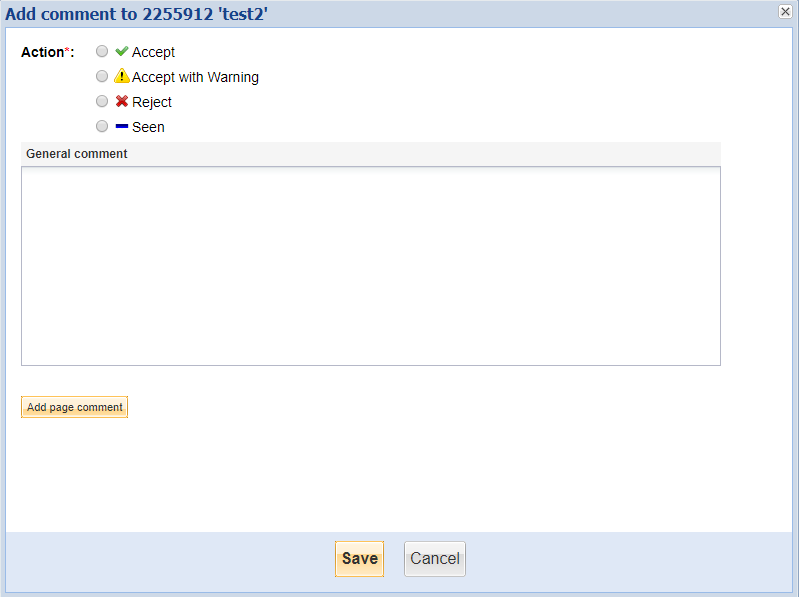 Add comment to 2255912 'test2'
Action*: Accept
Accept with Warning
Reject
Seen
General comment
Add page comment
Save Cancel